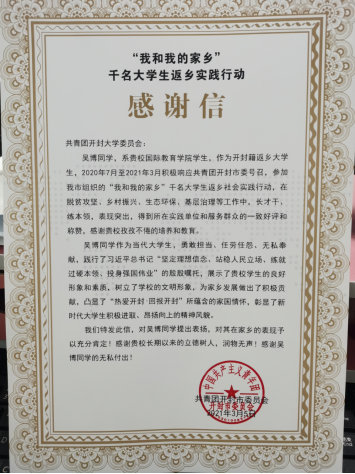 “我和我的家乡”
千名大学生返乡实践行动
感谢信
共青团开封大学委员会：
吴博同学，系贵校国际教育学院学生，作为开封籍返乡大学
生，2020年7月至2021年3月积极响应共青团开封市委号召，参加
我市组织的“我和我的家乡”千名大学生返乡社会实践行动，在
脱贫攻坚、乡村振兴、生态环保、基层治理等工作中，长才干、
练本领，表现突出，得到所在实践单位和服务群众的一致好评和
称赞，感谢贵校孜孜不倦的培养和教育。
吴博同学作为当代大学生，勇敢担当、任劳任怨、无私奉
献，践行了习近平总书记“坚定理想信念、站稳人民立场、练就
过硬本领、投身强国伟业”的殷殷嘱托，展示了贵校学生的良好
形象和素质，树立了学校的文明形象，为家乡发展做出了积极贡
献，凸显了“热爱开封·回报开封”所蕴含的家国情怀，彰显了新
时代大学生积极进取、昂扬向上的精神风貌。
我们特发此信，对吴博同学提出表扬，对其在家乡的表现予
以充分肯定！感谢贵校长期以来的立德树人，润物无声！感谢吴
博同学的无私付出！
中国共产主义青年团
开封市委员会
共青团开封市委员会
2021年3月5日